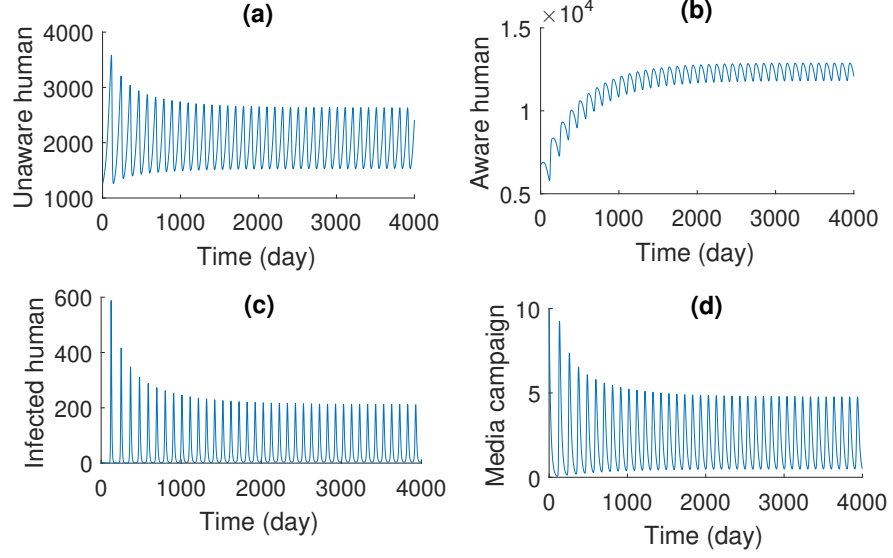 (a)
4000
3000
2000
1000
Unaware human
0 1000 2000 3000 4000
Time (day)
(b)
×10⁴
1.5
1
0.5
Aware human
0 1000 2000 3000 4000
Time (day)
(c)
600
400
200
0
Infected human
0 1000 2000 3000 4000
Time (day)
(d)
10
5
0
Media campaign
0 1000 2000 3000 4000
Time (day)